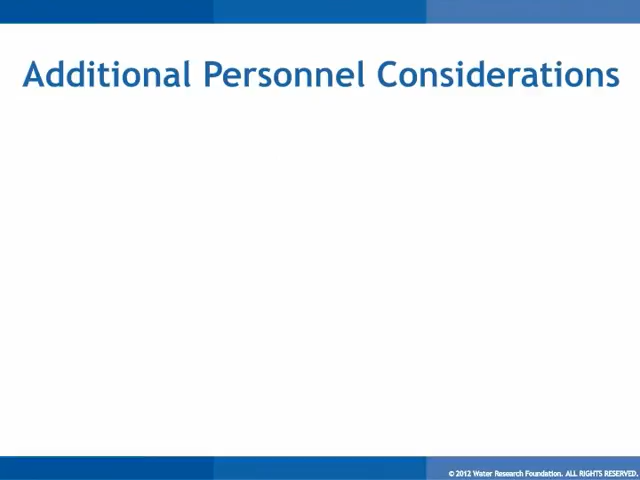 Additional Personnel Considerations
© 2012 Water Research Foundation. ALL RIGHTS RESERVED.